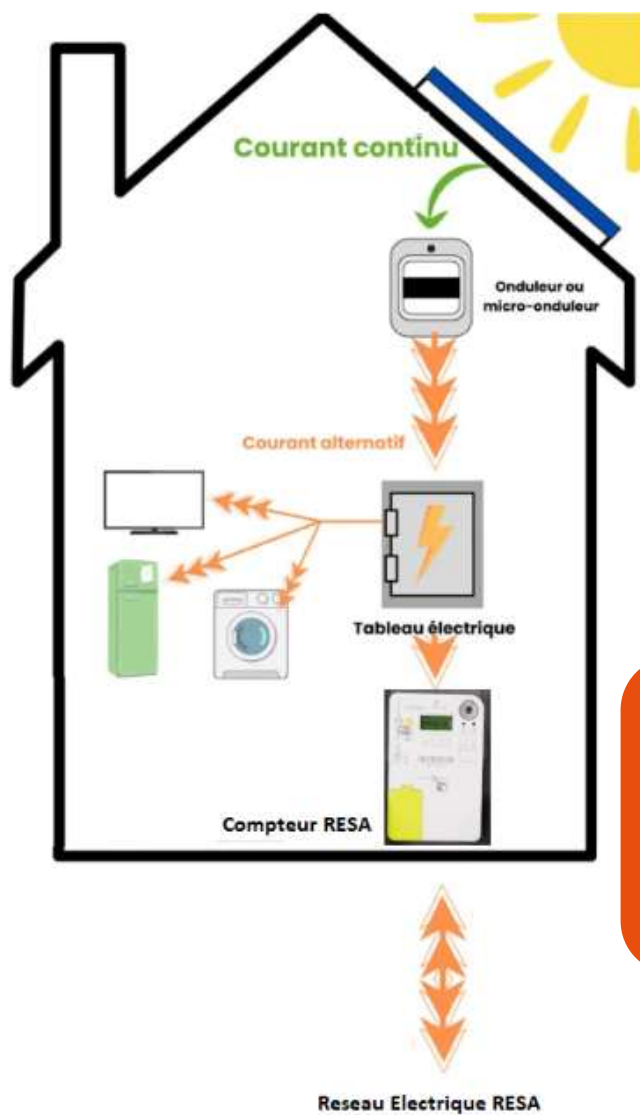 Courant continu
Onduleur ou
micro-onduleur
Courant alternatif
Tableau électrique
Compteur RESA
Reseau Electrique RESA